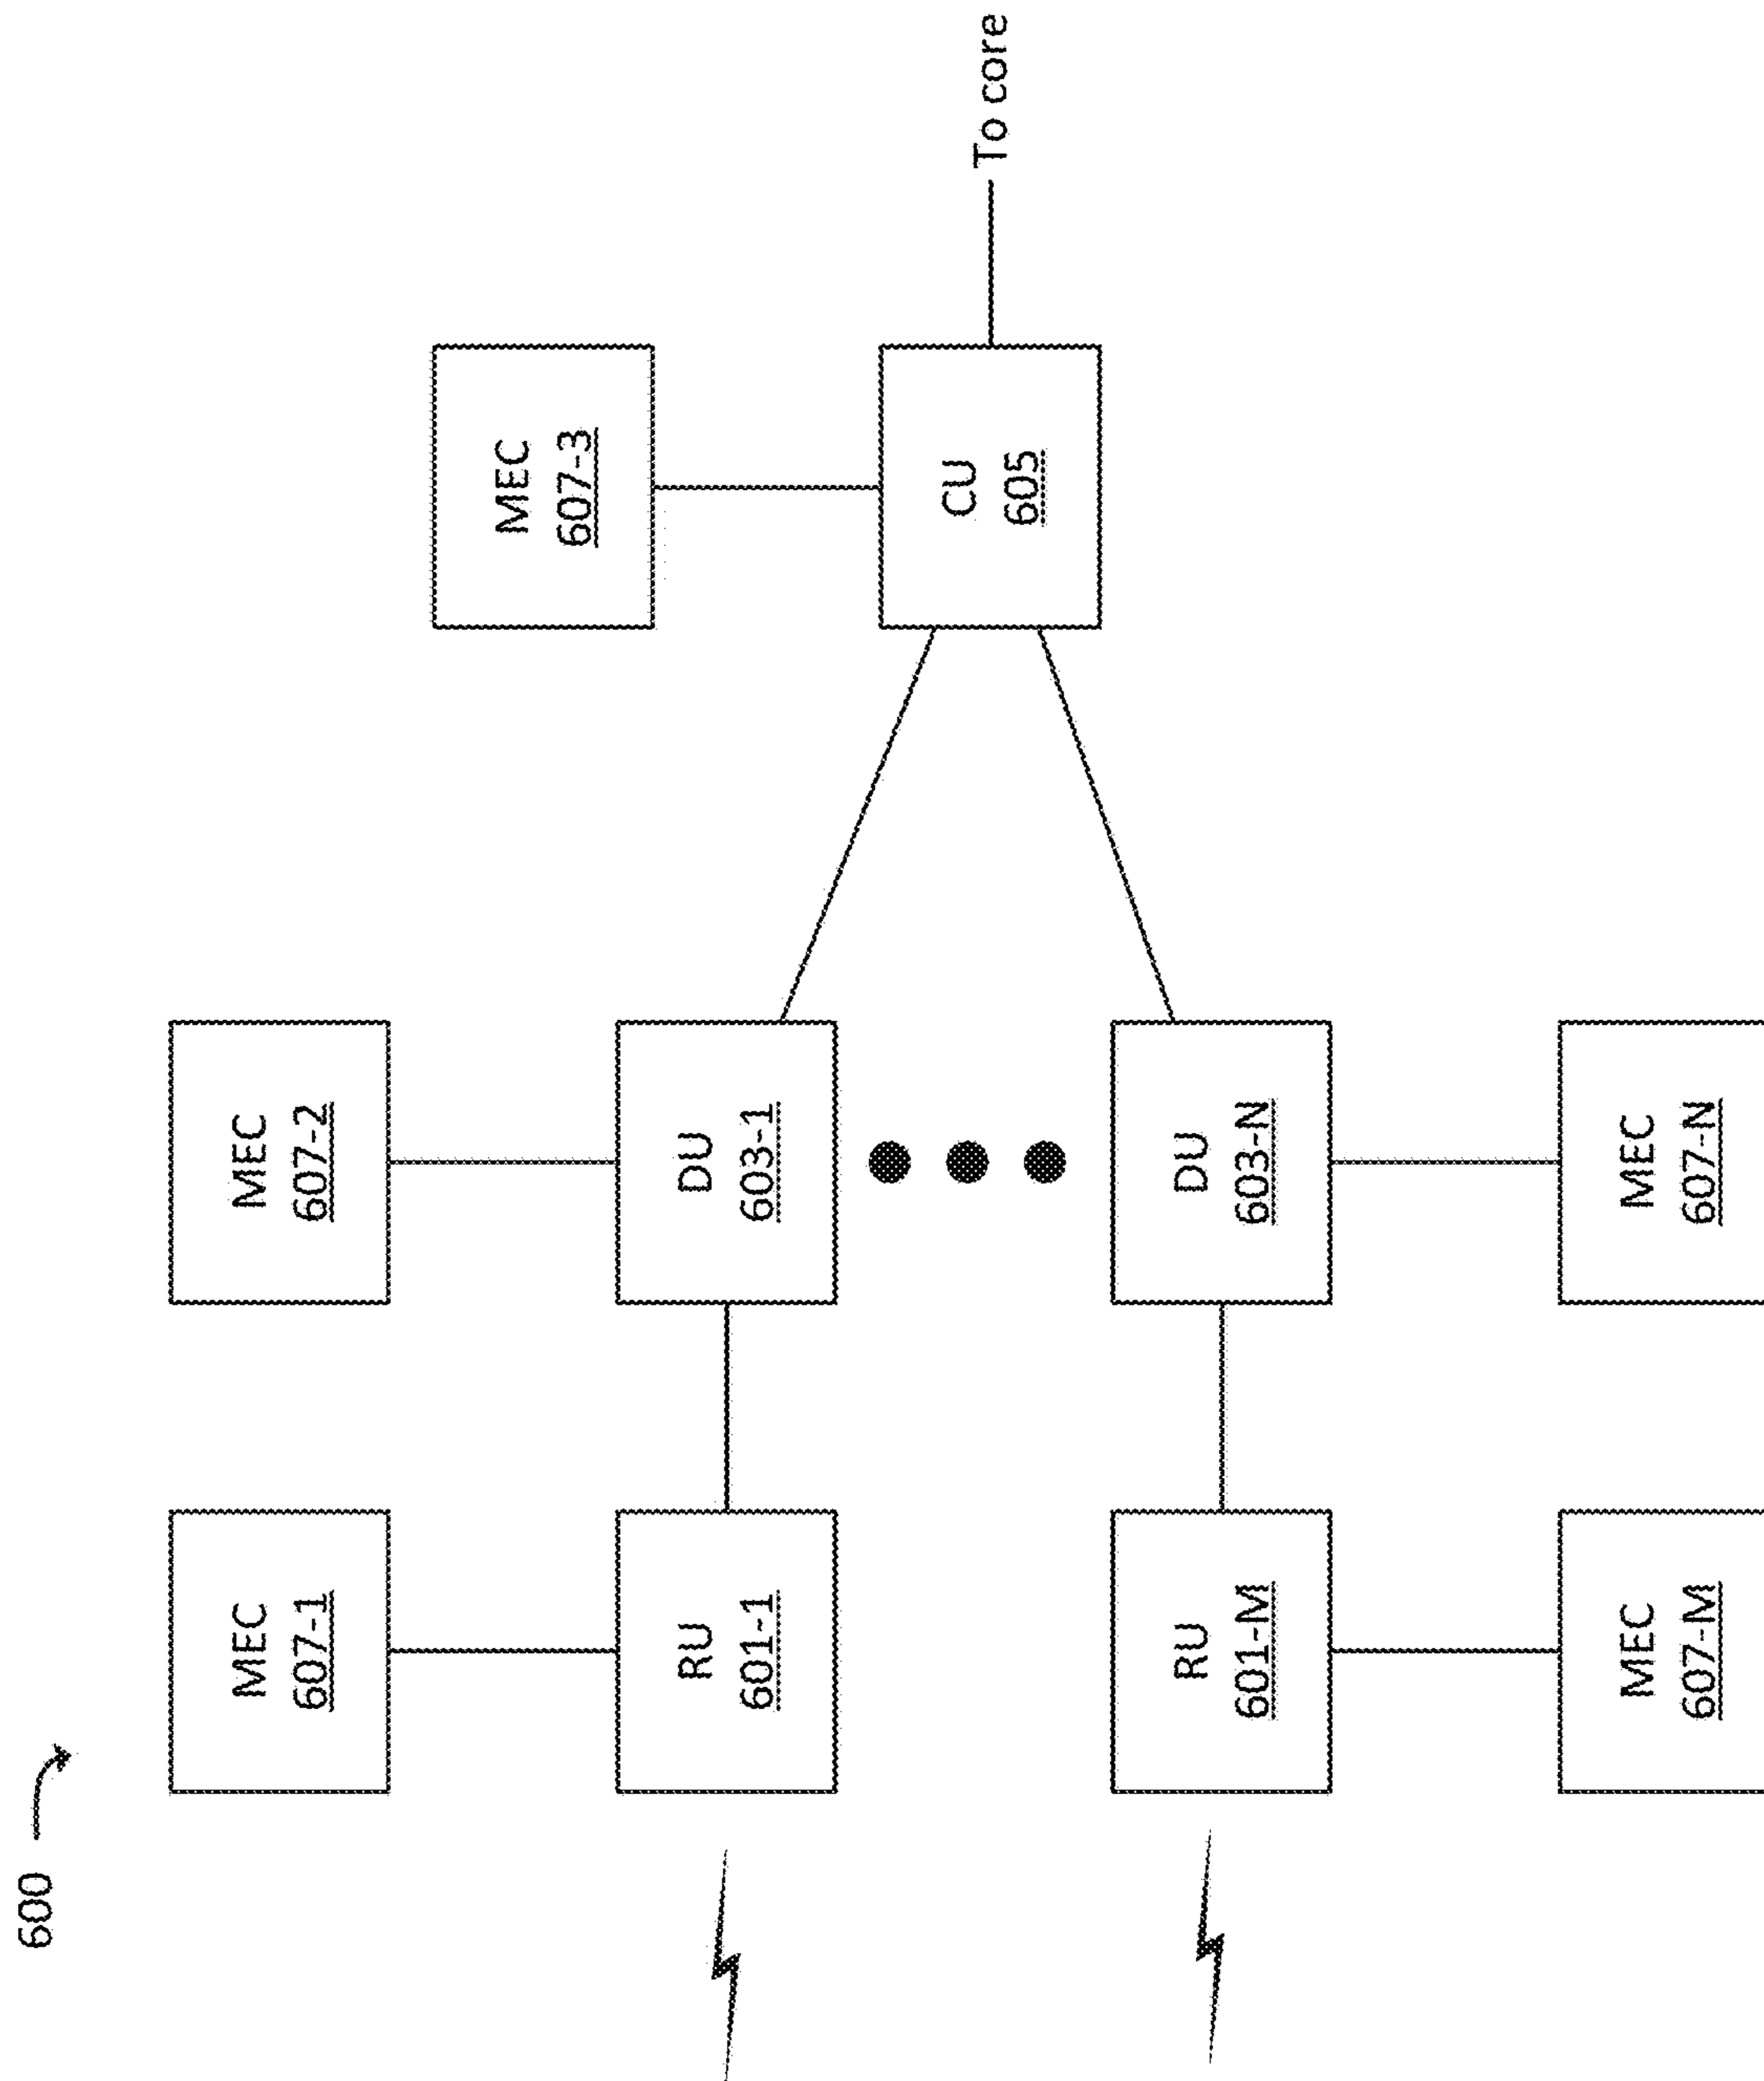 600
MEC
607-1
MEC
607-2
MEC
607-3
RU
601-1
DU
603-1
CU
605
To core
RU
601-M
DU
603-N
MEC
607-M
MEC
607-N